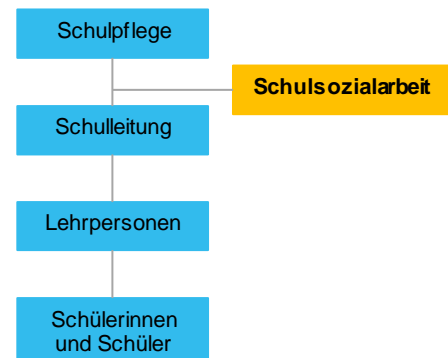 Schulpflege
Schulsozialarbeit
Schulleitung
Lehrpersonen
Schülerinnen
und Schüler